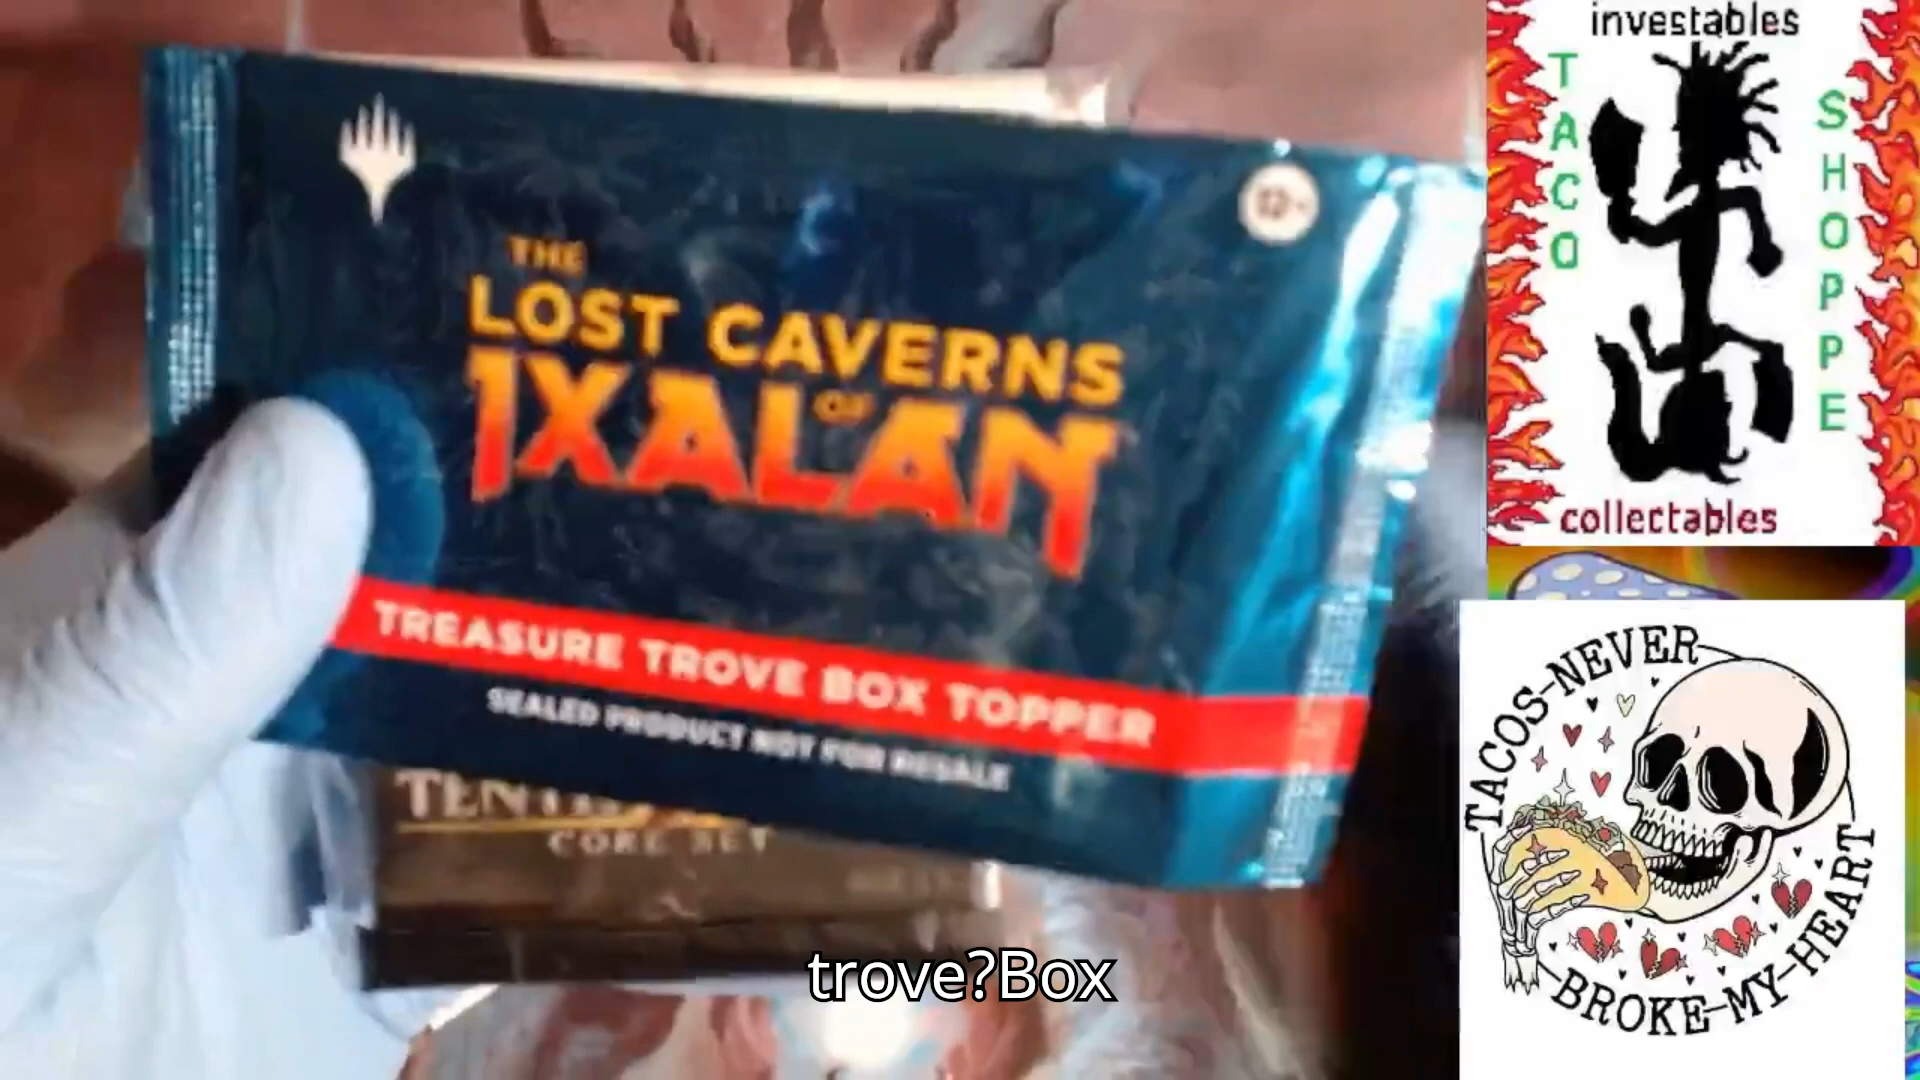 THE
LOST CAVERNS
OF
IXALAN
12+
TREASURE TROVE BOX TOPPER
SEALED PRODUCT NOT FOR RESALE
CORE SET
trove?Box
investables
TACO
SHOPPE
collectables
TACOS-NEVER
BROKE-MY-HEART